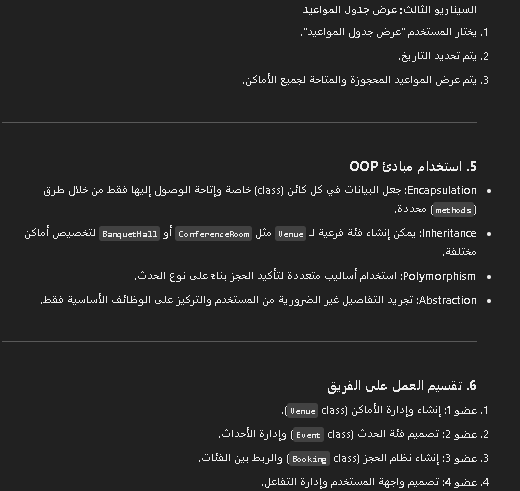 السيناريو الثالث: عرض جدول المواعيد
1. يختار المستخدم "عرض جدول المواعيد".
2. يتم تحديد التاريخ.
3. يتم عرض المواعيد المحجوزة والمتاحة لجميع الأماكن.
5. استخدام مبادئ OOP
• Encapsulation: جعل البيانات في كل كائن (class) خاصة وإتاحة الوصول إليها فقط من خلال طرق
(methods) محددة.
• Inheritance: يمكن إنشاء فئة فرعية لـ Venue مثل ConferenceRoom أو BanquetHall لتخصيص أماكن
مختلفة.
• Polymorphism: استخدام أساليب متعددة لتأكيد الحجز بناءً على نوع الحدث.
• Abstraction: تجريد التفاصيل غير الضرورية من المستخدم والتركيز على الوظائف الأساسية فقط.
6. تقسيم العمل على الفريق
1. عضو 1: إنشاء وإدارة الأماكن (Venue class).
2. عضو 2: تصميم فئة الحدث (Event class) وإدارة الأحداث.
3. عضو 3: إنشاء نظام الحجز (Booking class) والربط بين الفئات.
4. عضو 4: تصميم واجهة المستخدم وإدارة التفاعل.